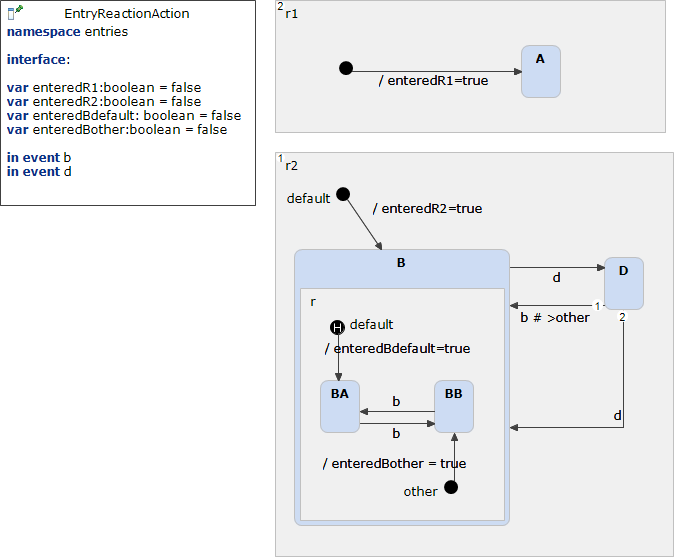 EntryReactionAction
namespace entries
interface:
var enteredR1:boolean = false
var enteredR2:boolean = false
var enteredBdefault: boolean = false
var enteredBother:boolean = false
in event b
in event d
2
r1
A
/ enteredR1=true
1
r2
default
/ enteredR2=true
B
D
d
r
1
b # >other
2
H
default
/ enteredBdefault=true
BA
BB
b
b
d
/ enteredBother = true
other